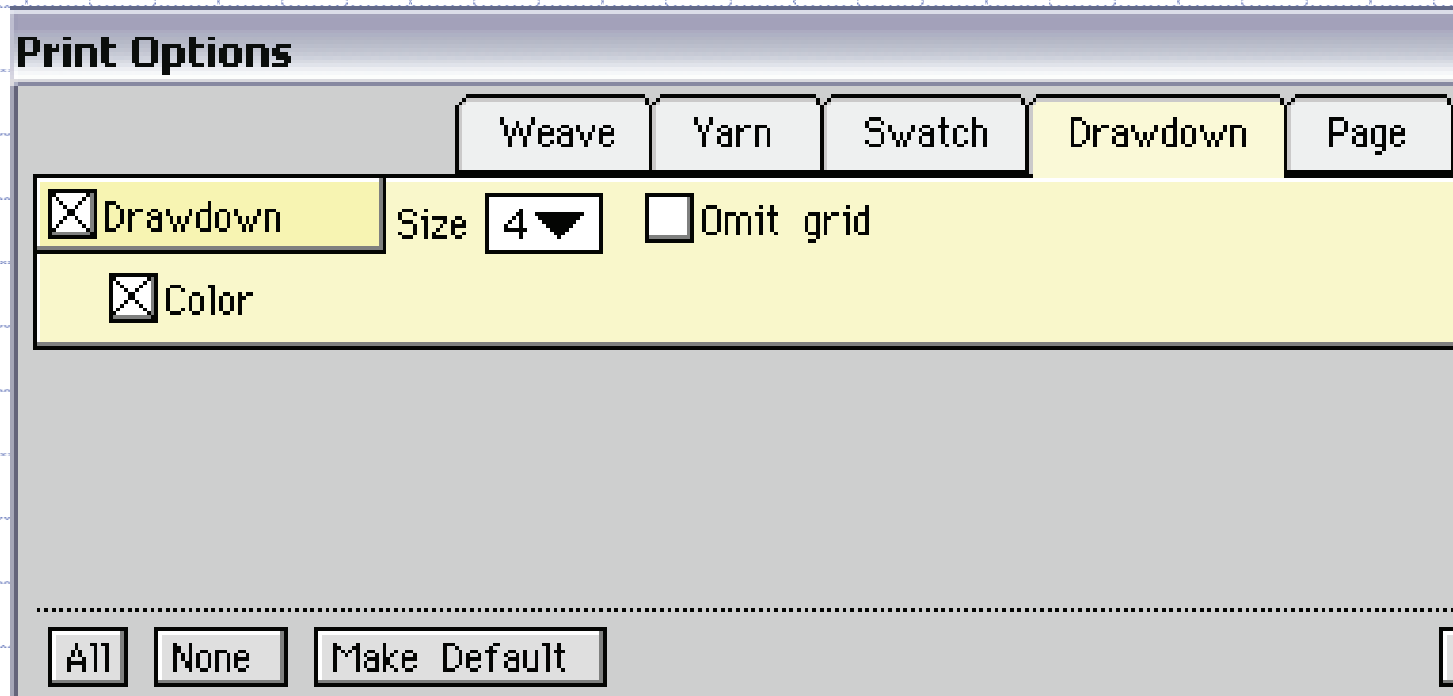 Print Options
Weave Yarn Swatch Drawdown Page
Drawdown Size 4 Omit grid
Color
All None Make Default